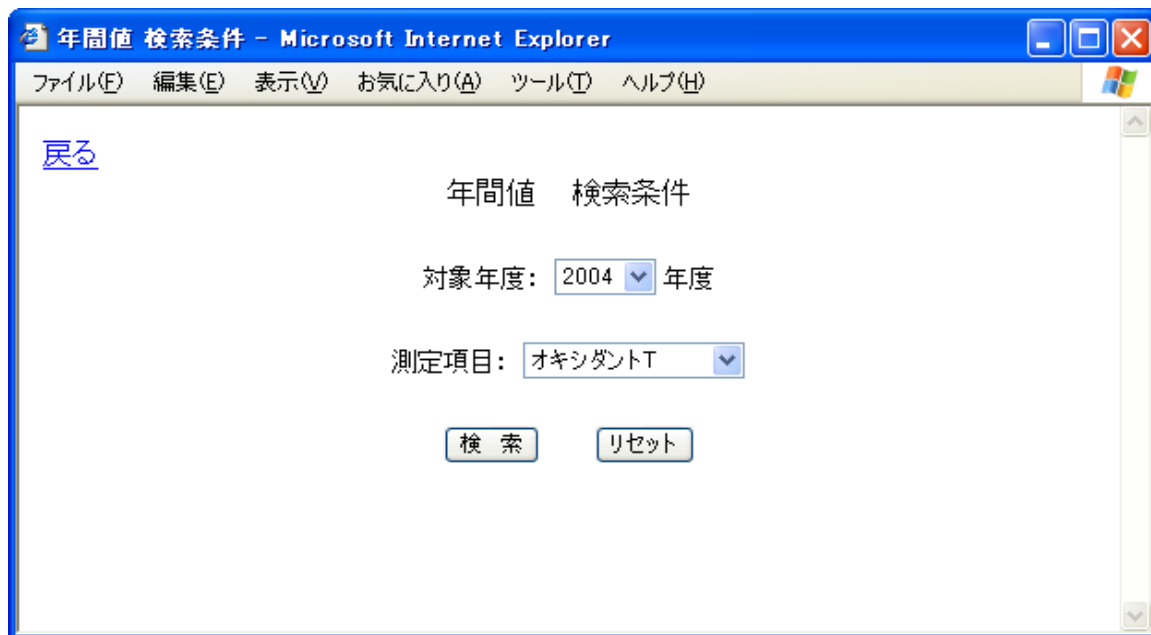 年間値 検索条件 - Microsoft Internet Explorer
ファイル(F) 編集(E) 表示(V) お気に入り(A) ツール(T) ヘルプ(H)
戻る
年間値 検索条件
対象年度: 2004 年度
測定項目: オキシダントT
検 索 リセット